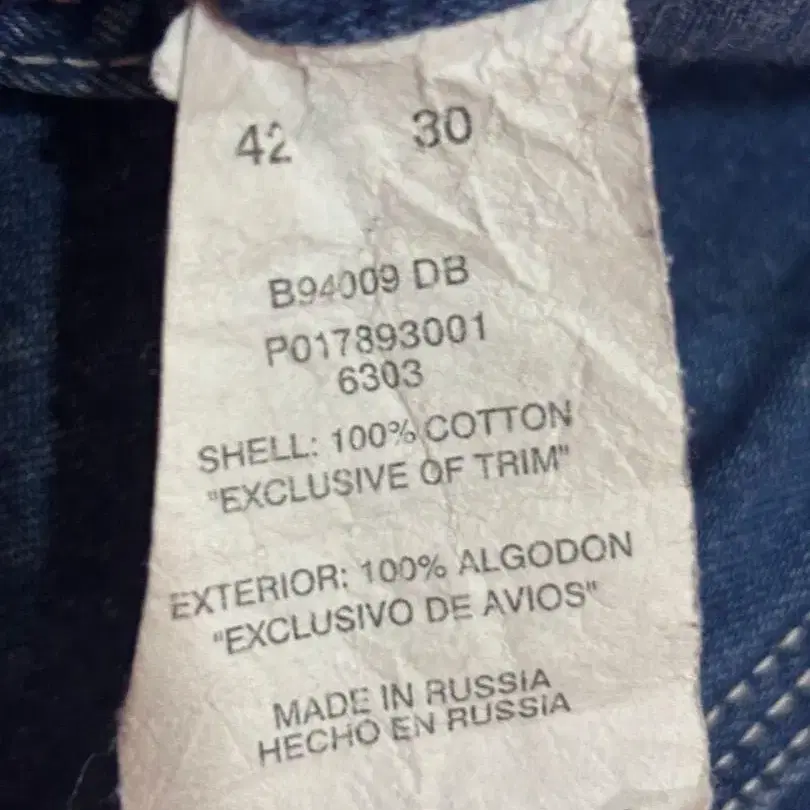 42 30
B94009 DB
P017893001
6303
SHELL: 100% COTTON
"EXCLUSIVE OF TRIM"
EXTERIOR: 100% ALGODON
"EXCLUSIVO DE AVIOS"
MADE IN RUSSIA
HECHO EN RUSSIA